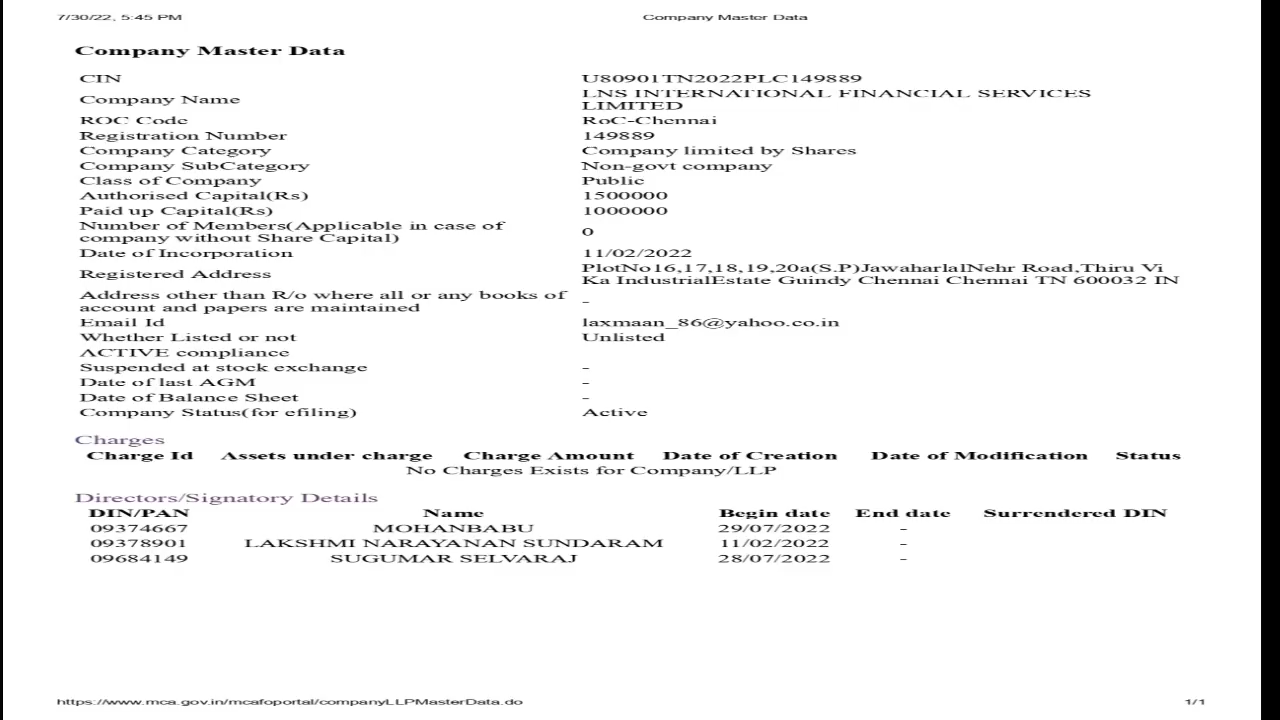 7/30/22, 5:45 PM Company Master Data
Company Master Data
CIN U80901TN2022PLC149889
Company Name LNS INTERNATIONAL FINANCIAL SERVICES
LIMITED
ROC Code RoC-Chennai
Registration Number 149889
Company Category Company limited by Shares
Company SubCategory Non-govt company
Class of Company Public
Authorised Capital(Rs) 1500000
Paid up Capital(Rs) 1000000
Number of Members(Applicable in case of
company without Share Capital) 0
Date of Incorporation 11/02/2022
Registered Address PlotNo16,17,18,19,20a(S.P)JawaharlalNehr Road,Thiru Vi
Ka IndustrialEstate Guindy Chennai Chennai TN 600032 IN
Address other than R/o where all or any books of
account and papers are maintained -
Email Id laxmaan_86@yahoo.co.in
Whether Listed or not Unlisted
ACTIVE compliance
Suspended at stock exchange -
Date of last AGM -
Date of Balance Sheet -
Company Status(for efiling) Active
Charges
Charge Id Assets under charge Charge Amount Date of Creation Date of Modification Status
No Charges Exists for Company/LLP
Directors/Signatory Details
DIN/PAN Name Begin date End date Surrendered DIN
09374667 MOHANBABU 29/07/2022 -
09378901 LAKSHMI NARAYANAN SUNDARAM 11/02/2022 -
09684149 SUGUMAR SELVARAJ 28/07/2022 -
https://www.mca.gov.in/mcafoportal/companyLLPMasterData.do 1/1